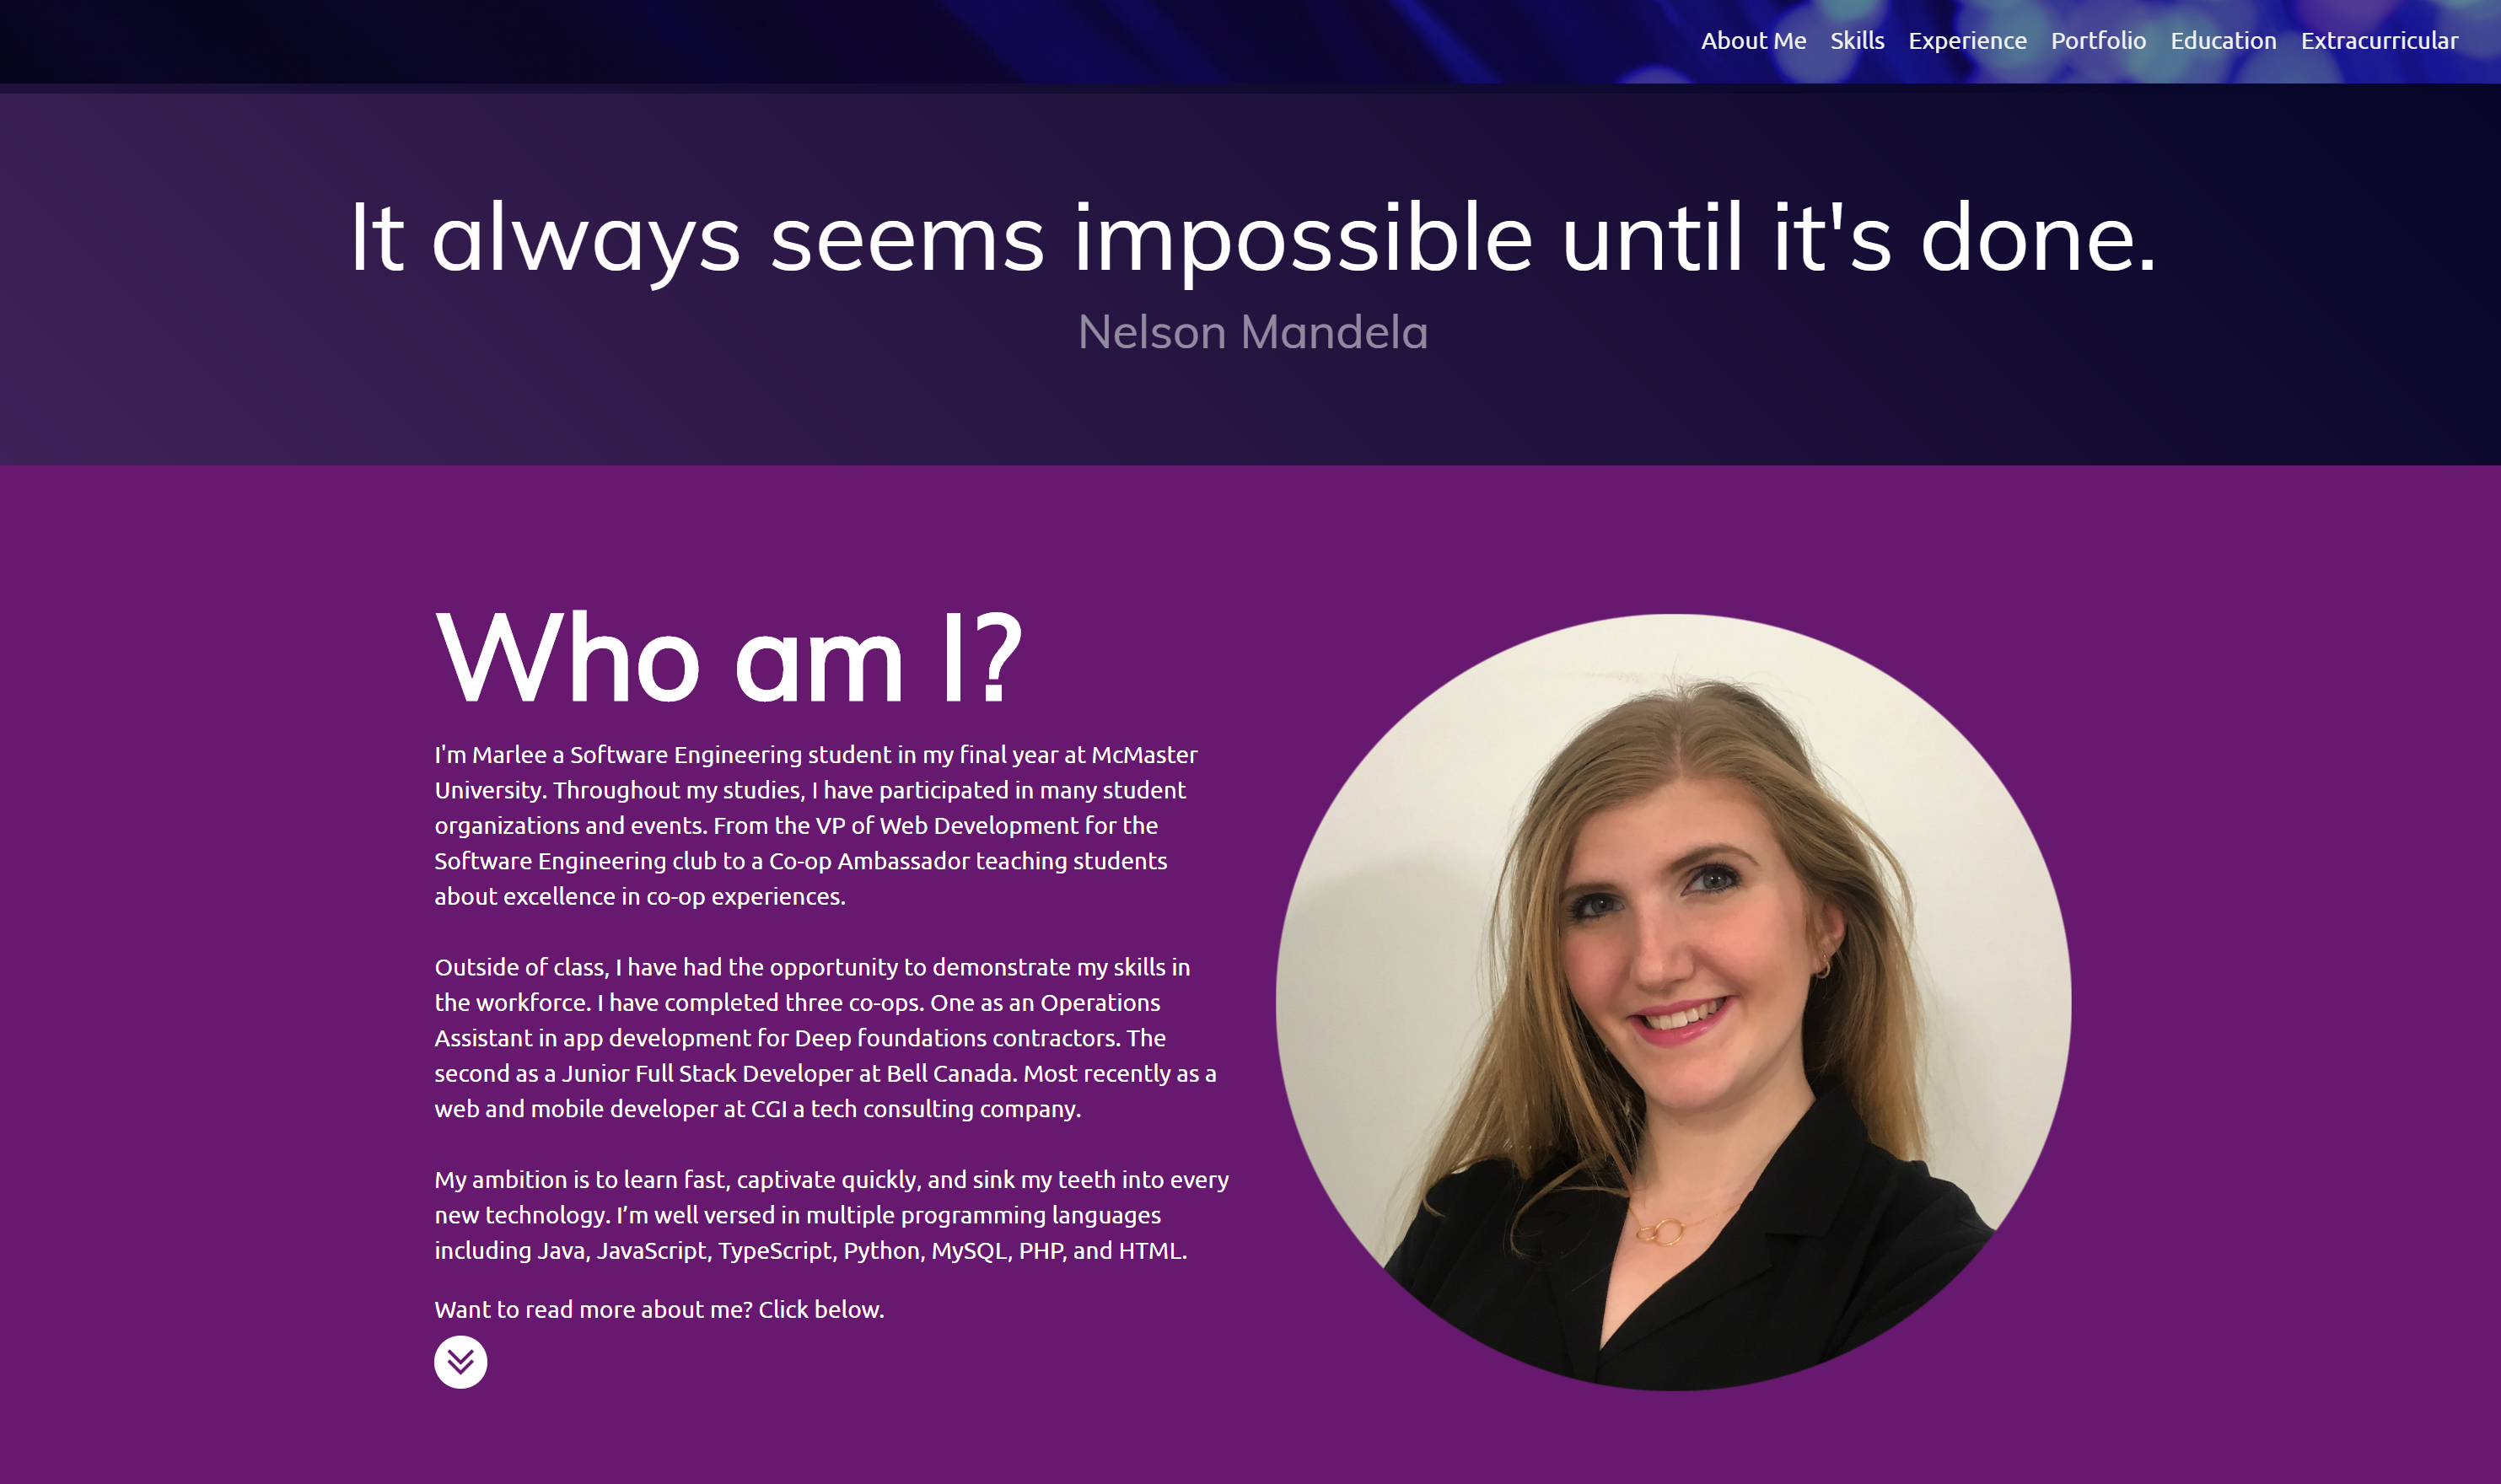 About Me Skills Experience Portfolio Education Extracurricular
It always seems impossible until it's done.
Nelson Mandela
Who am I?
I'm Marlee a Software Engineering student in my final year at McMaster
University. Throughout my studies, I have participated in many student
organizations and events. From the VP of Web Development for the
Software Engineering club to a Co-op Ambassador teaching students
about excellence in co-op experiences.
Outside of class, I have had the opportunity to demonstrate my skills in
the workforce. I have completed three co-ops. One as an Operations
Assistant in app development for Deep foundations contractors. The
second as a Junior Full Stack Developer at Bell Canada. Most recently as a
web and mobile developer at CGI a tech consulting company.
My ambition is to learn fast, captivate quickly, and sink my teeth into every
new technology. I’m well versed in multiple programming languages
including Java, JavaScript, TypeScript, Python, MySQL, PHP, and HTML.
Want to read more about me? Click below.